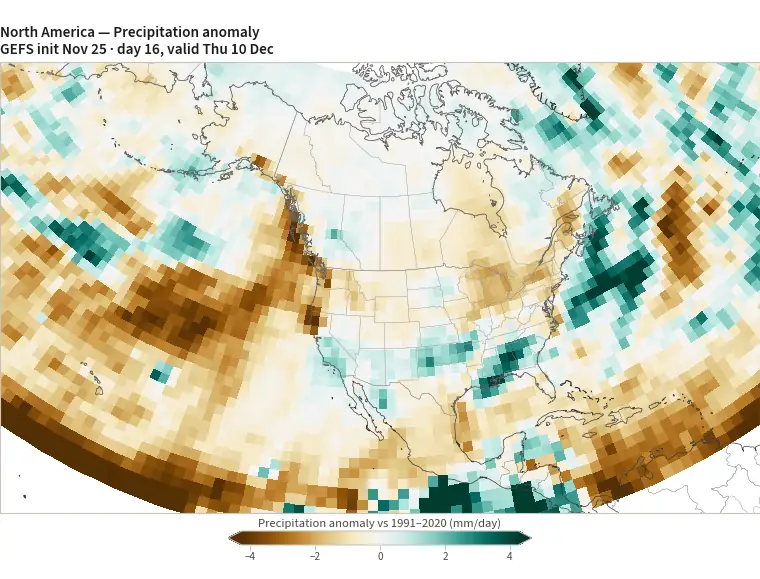 North America — Precipitation anomaly
GEFS init Nov 25 · day 16, valid Thu 10 Dec
Precipitation anomaly vs 1991–2020 (mm/day)
−4 −2 0 2 4